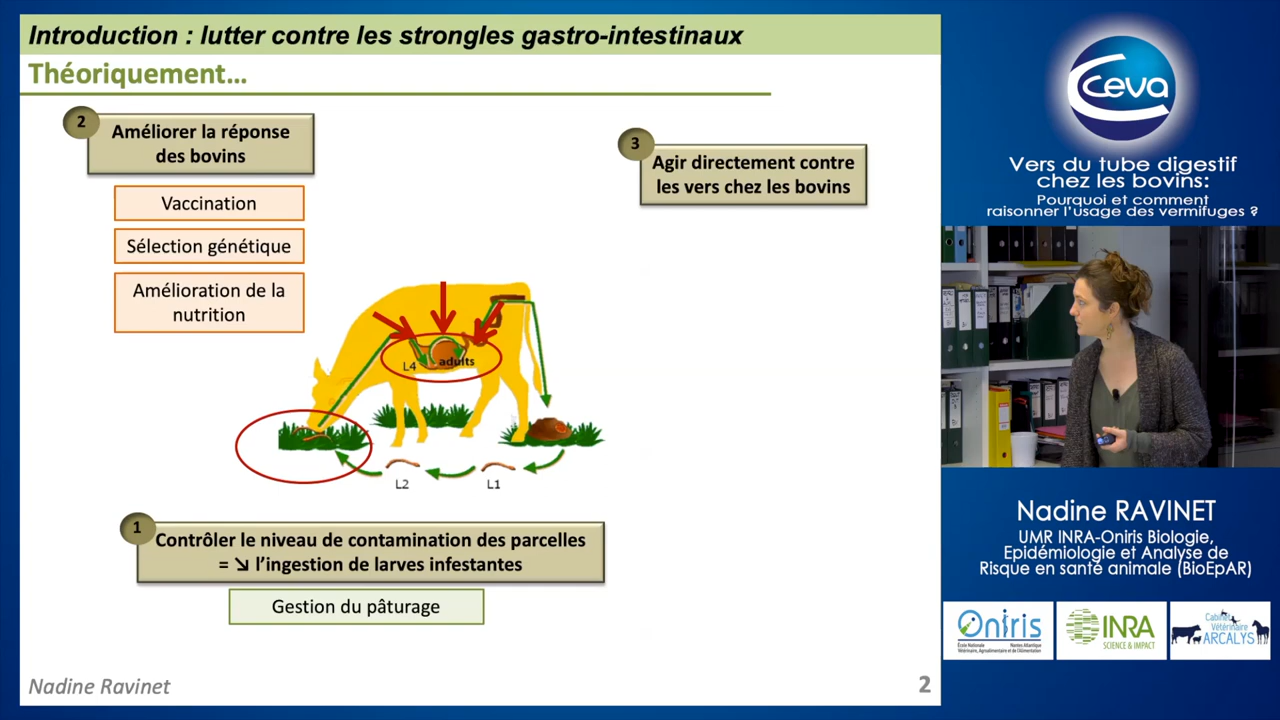 Introduction : lutter contre les strongles gastro-intestinaux
Théoriquement...
2
Améliorer la réponse
des bovins
Vaccination
Sélection génétique
Amélioration de la
nutrition
3
Agir directement contre
les vers chez les bovins
L4
adults
L2
L1
1
Contrôler le niveau de contamination des parcelles
= ↘ l'ingestion de larves infestantes
Gestion du pâturage
Nadine Ravinet
2
Ceva
Vers du tube digestif
chez les bovins:
Pourquoi et comment
raisonner l'usage des vermifuges ?
Nadine RAVINET
UMR INRA-Oniris Biologie,
Epidémiologie et Analyse de
Risque en santé animale (BioEpAR)
Oniris
INRA
SCIENCE & IMPACT
Cabinet
Vétérinaire
ARCALYS